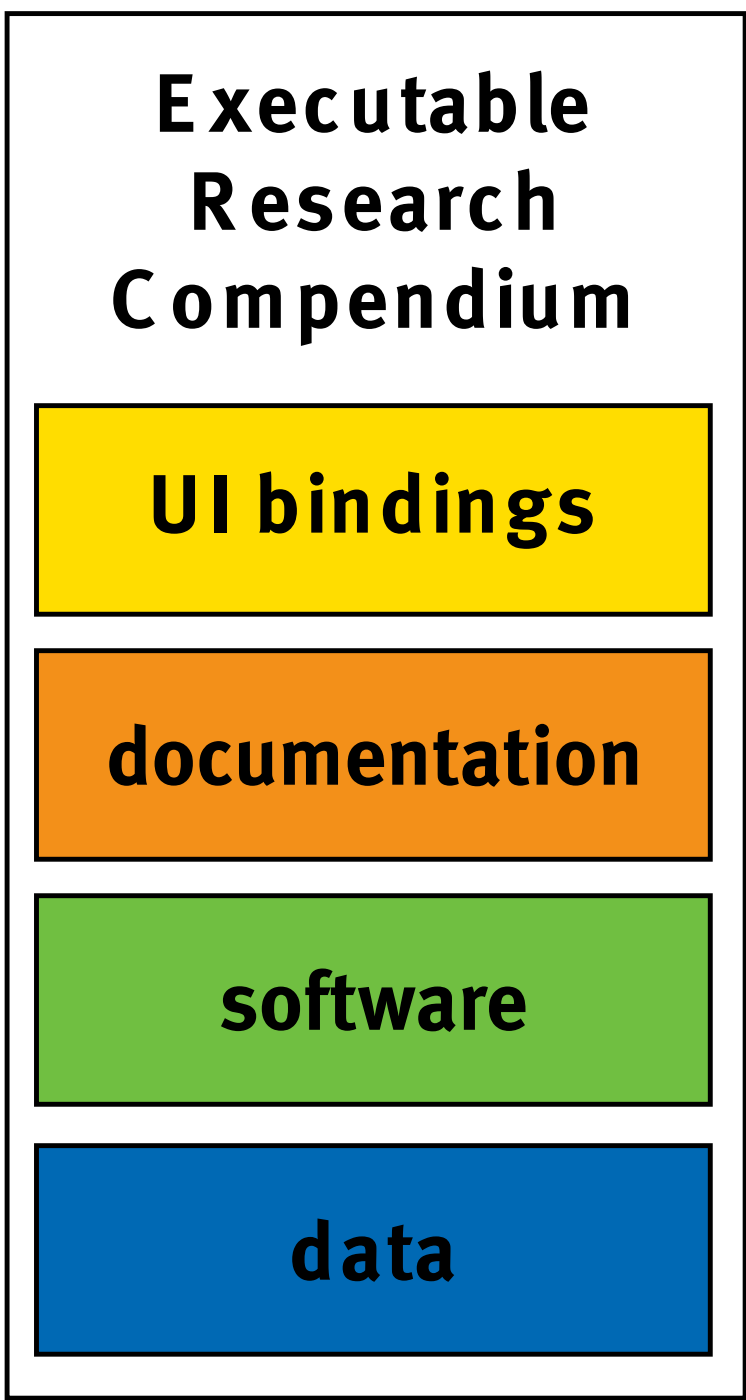 Executable
Research
Compendium
UI bindings
documentation
software
data